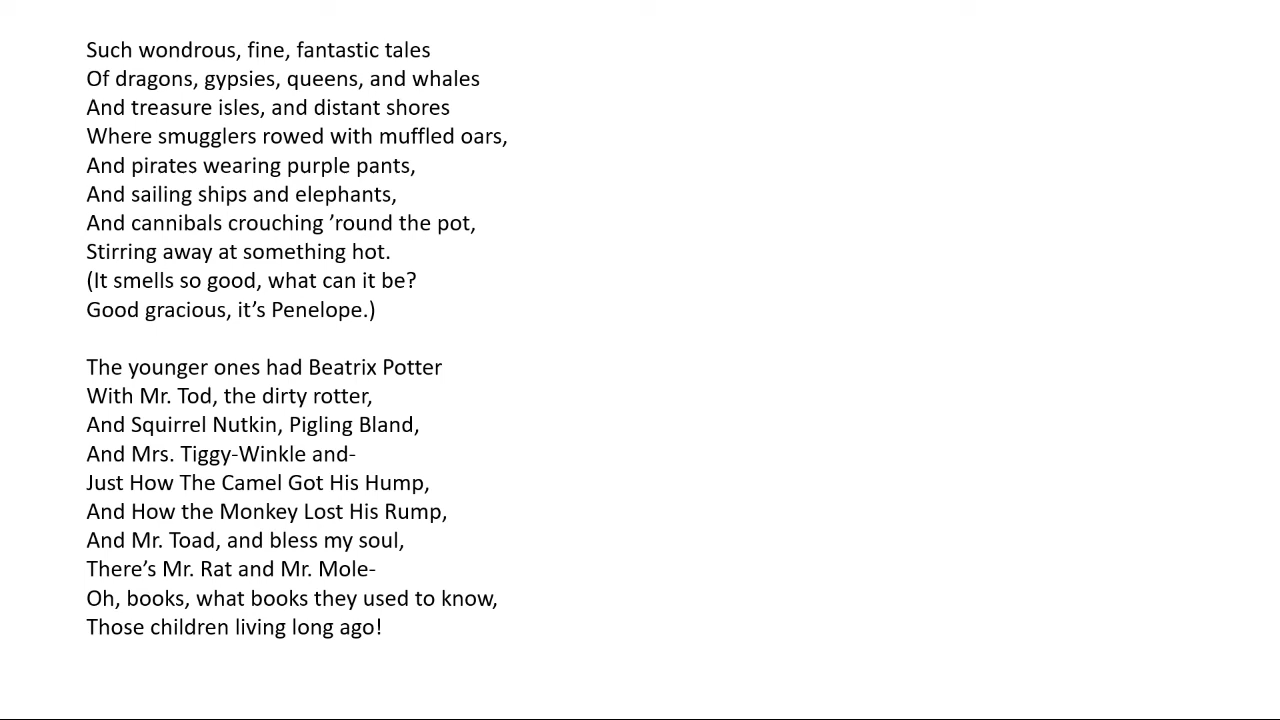 Such wondrous, fine, fantastic tales
Of dragons, gypsies, queens, and whales
And treasure isles, and distant shores
Where smugglers rowed with muffled oars,
And pirates wearing purple pants,
And sailing ships and elephants,
And cannibals crouching ’round the pot,
Stirring away at something hot.
(It smells so good, what can it be?
Good gracious, it’s Penelope.)

The younger ones had Beatrix Potter
With Mr. Tod, the dirty rotter,
And Squirrel Nutkin, Pigling Bland,
And Mrs. Tiggy-Winkle and-
Just How The Camel Got His Hump,
And How the Monkey Lost His Rump,
And Mr. Toad, and bless my soul,
There’s Mr. Rat and Mr. Mole-
Oh, books, what books they used to know,
Those children living long ago!